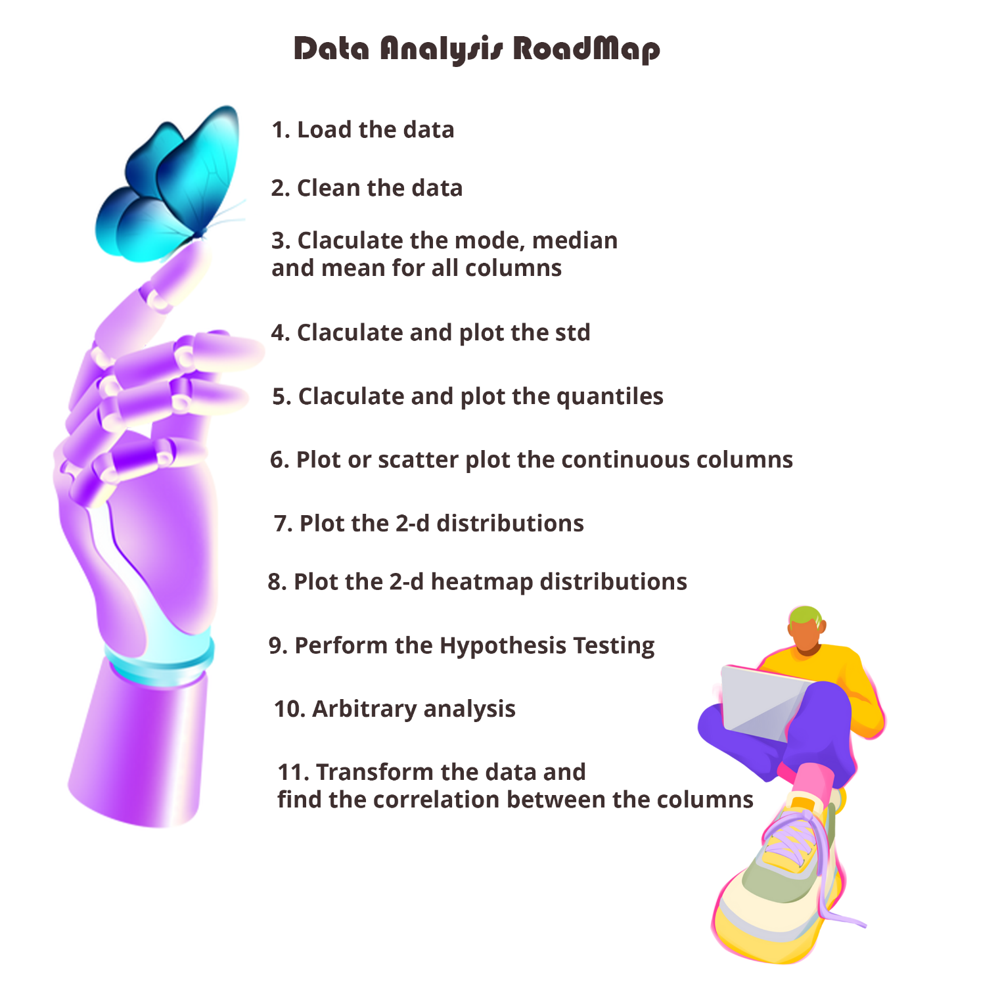 Data Analysis RoadMap
1. Load the data
2. Clean the data
3. Claculate the mode, median
and mean for all columns
4. Claculate and plot the std
5. Claculate and plot the quantiles
6. Plot or scatter plot the continuous columns
7. Plot the 2-d distributions
8. Plot the 2-d heatmap distributions
9. Perform the Hypothesis Testing
10. Arbitrary analysis
11. Transform the data and
find the correlation between the columns